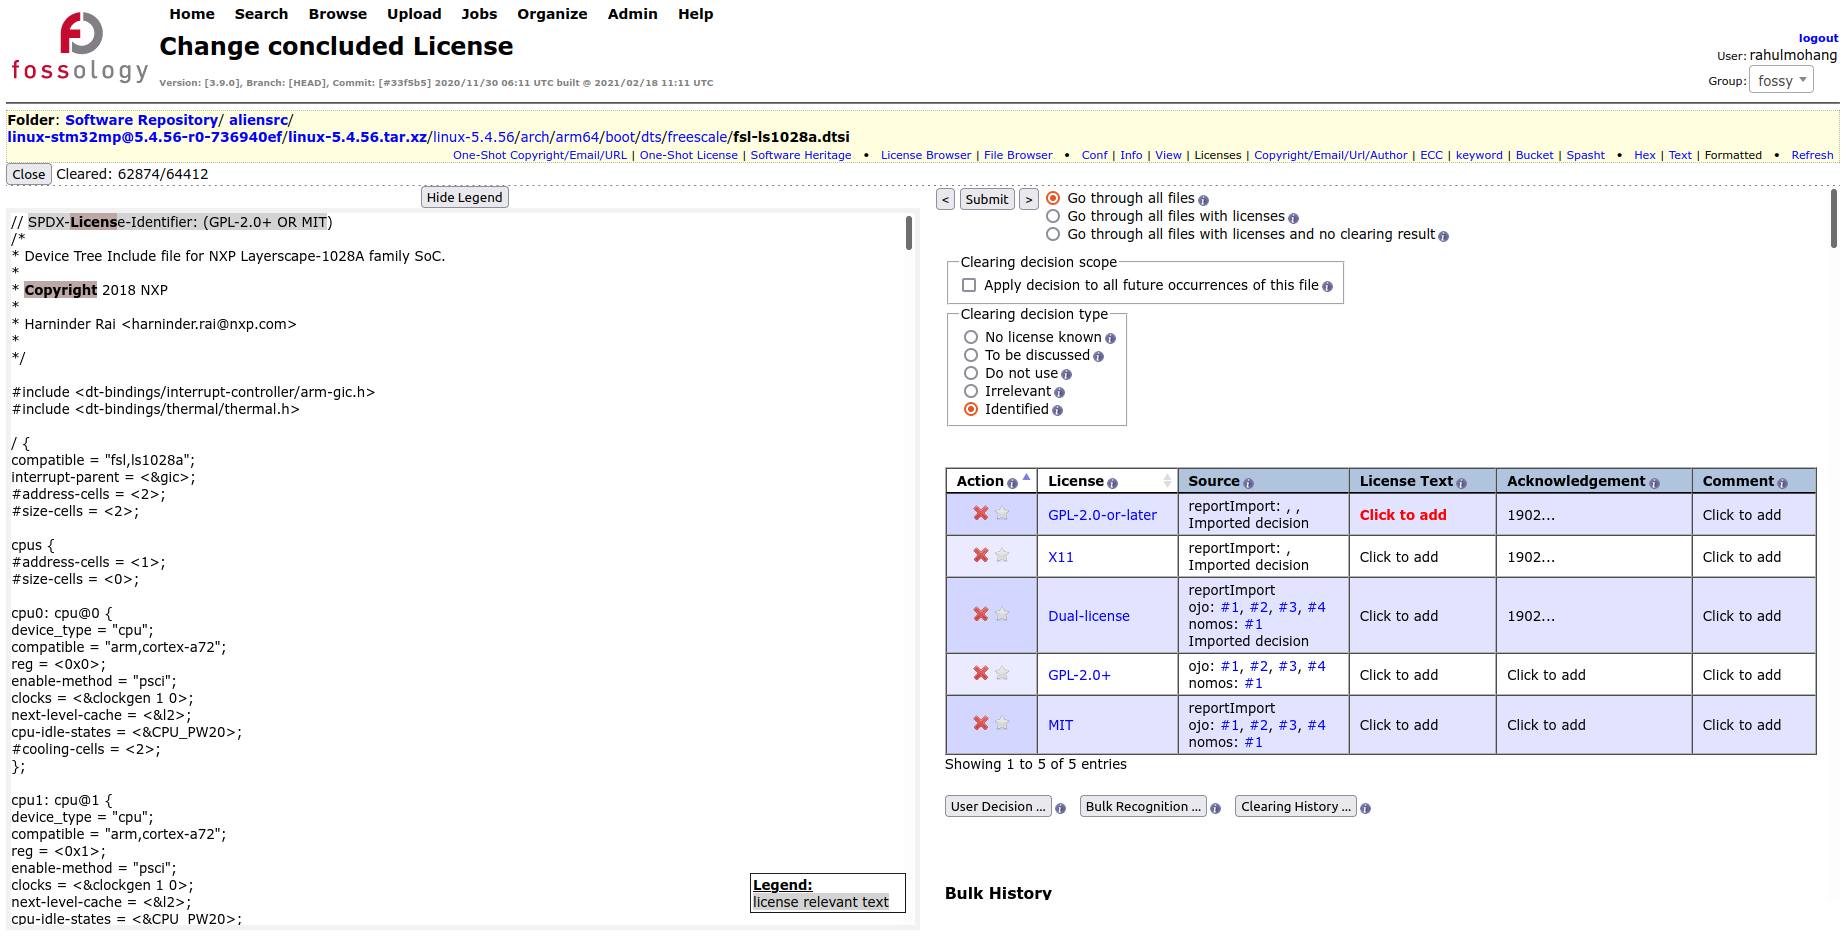 Home Search Browse Upload Jobs Organize Admin Help
fossology
Change concluded License
Version: [3.9.0], Branch: [HEAD], Commit: [#33f5b5] 2020/11/30 06:11 UTC built @ 2021/02/18 11:11 UTC
logout
User: rahulmohang
Group: fossy
Folder: Software Repository/ aliensrc/
linux-stm32mp@5.4.56-r0-736940ef/linux-5.4.56.tar.xz/linux-5.4.56/arch/arm64/boot/dts/freescale/fsl-ls1028a.dtsi
One-Shot Copyright/Email/URL | One-Shot License | Software Heritage • License Browser | File Browser • Conf | Info | View | Licenses | Copyright/Email/Url/Author | ECC | keyword | Bucket | Spasht • Hex | Text | Formatted • Refresh
Close Cleared: 62874/64412
Hide Legend
// SPDX-License-Identifier: (GPL-2.0+ OR MIT)
/*
* Device Tree Include file for NXP Layerscape-1028A family SoC.
*
* Copyright 2018 NXP
*
* Harninder Rai <harninder.rai@nxp.com>
*
*/
#include <dt-bindings/interrupt-controller/arm-gic.h>
#include <dt-bindings/thermal/thermal.h>
/ {
compatible = "fsl,ls1028a";
interrupt-parent = <&gic>;
#address-cells = <2>;
#size-cells = <2>;
cpus {
#address-cells = <1>;
#size-cells = <0>;
cpu0: cpu@0 {
device_type = "cpu";
compatible = "arm,cortex-a72";
reg = <0x0>;
enable-method = "psci";
clocks = <&clockgen 1 0>;
next-level-cache = <&l2>;
cpu-idle-states = <&CPU_PW20>;
#cooling-cells = <2>;
};
cpu1: cpu@1 {
device_type = "cpu";
compatible = "arm,cortex-a72";
reg = <0x1>;
enable-method = "psci";
clocks = <&clockgen 1 0>;
next-level-cache = <&l2>;
cpu-idle-states = <&CPU_PW20>;
Legend:
license relevant text
< Submit > Go through all files
Go through all files with licenses
Go through all files with licenses and no clearing result
Clearing decision scope
Apply decision to all future occurrences of this file
Clearing decision type
No license known
To be discussed
Do not use
Irrelevant
Identified
Action License Source License Text Acknowledgement Comment
GPL-2.0-or-later reportImport: , , Click to add 1902... Click to add
Imported decision
X11 reportImport: , Click to add 1902... Click to add
Imported decision
reportImport
ojo: #1, #2, #3, #4
Dual-license Click to add 1902... Click to add
nomos: #1
Imported decision
ojo: #1, #2, #3, #4
GPL-2.0+ Click to add Click to add Click to add
nomos: #1
reportImport
MIT ojo: #1, #2, #3, #4 Click to add Click to add Click to add
nomos: #1
Showing 1 to 5 of 5 entries
User Decision ... Bulk Recognition ... Clearing History ...
Bulk History